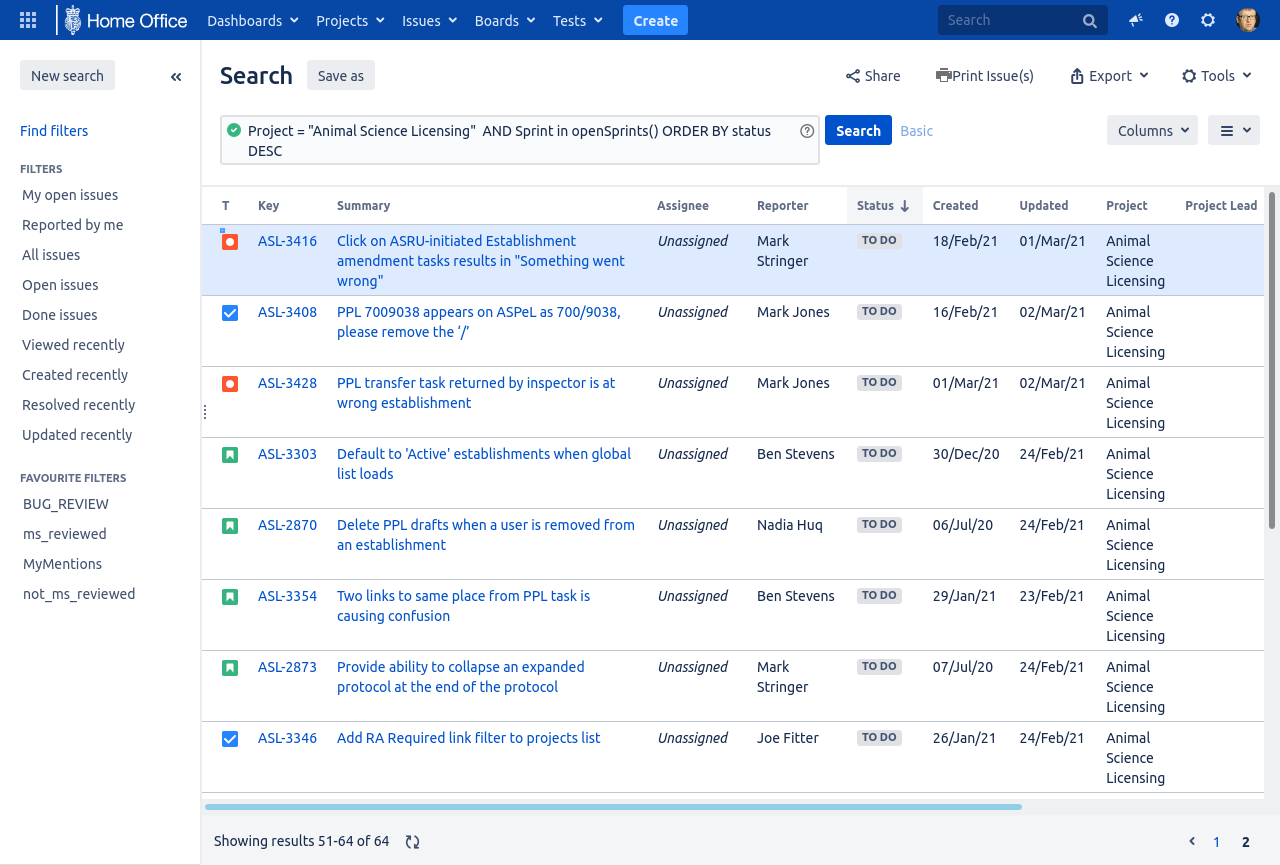 Home Office Dashboards Projects Issues Boards Tests Create Search
New search
Find filters
FILTERS
My open issues
Reported by me
All issues
Open issues
Done issues
Viewed recently
Created recently
Resolved recently
Updated recently
FAVOURITE FILTERS
BUG_REVIEW
ms_reviewed
MyMentions
not_ms_reviewed
Search Save as Share Print Issue(s) Export Tools
Project = "Animal Science Licensing"  AND Sprint in openSprints() ORDER BY status
DESC
Search Basic Columns
T Key Summary Assignee Reporter Status Created Updated Project Project Lead
ASL-3416 Click on ASRU-initiated Establishment Unassigned Mark TO DO 18/Feb/21 01/Mar/21 Animal
amendment tasks results in "Something went Stringer Science
wrong" Licensing
ASL-3408 PPL 7009038 appears on ASPeL as 700/9038, Unassigned Mark Jones TO DO 16/Feb/21 02/Mar/21 Animal
please remove the ‘/’ Science
Licensing
ASL-3428 PPL transfer task returned by inspector is at Unassigned Mark Jones TO DO 01/Mar/21 02/Mar/21 Animal
wrong establishment Science
Licensing
ASL-3303 Default to 'Active' establishments when global Unassigned Ben Stevens TO DO 30/Dec/20 24/Feb/21 Animal
list loads Science
Licensing
ASL-2870 Delete PPL drafts when a user is removed from Unassigned Nadia Huq TO DO 06/Jul/20 24/Feb/21 Animal
an establishment Science
Licensing
ASL-3354 Two links to same place from PPL task is Unassigned Ben Stevens TO DO 29/Jan/21 23/Feb/21 Animal
causing confusion Science
Licensing
ASL-2873 Provide ability to collapse an expanded Unassigned Mark TO DO 07/Jul/20 24/Feb/21 Animal
protocol at the end of the protocol Stringer Science
Licensing
ASL-3346 Add RA Required link filter to projects list Unassigned Joe Fitter TO DO 26/Jan/21 24/Feb/21 Animal
Science
Licensing
Showing results 51-64 of 64 1 2